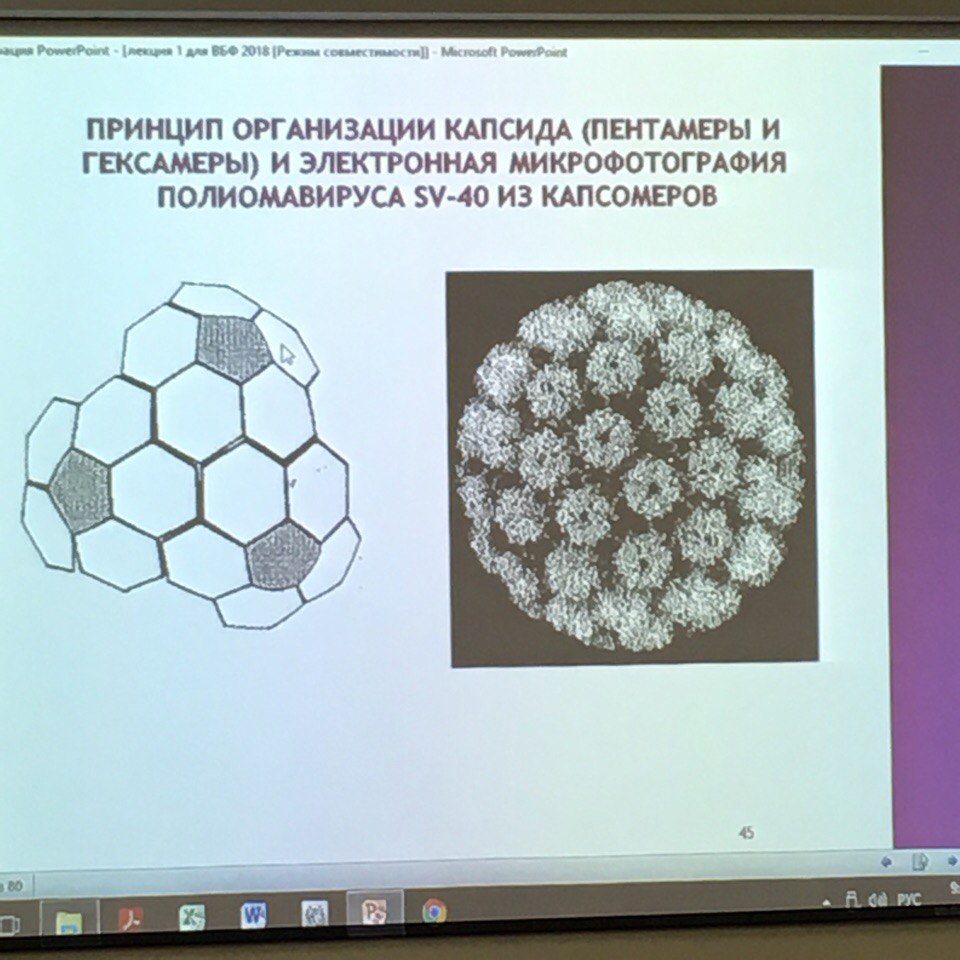 ация PowerPoint - [лекция 1 для ВБФ 2018 [Режим совместимости]] - Microsoft PowerPoint
ПРИНЦИП ОРГАНИЗАЦИИ КАПСИДА (ПЕНТАМЕРЫ И
ГЕКСАМЕРЫ) И ЭЛЕКТРОННАЯ МИКРОФОТОГРАФИЯ
ПОЛИОМАВИРУСА SV-40 ИЗ КАПСОМЕРОВ
45
80
РУС